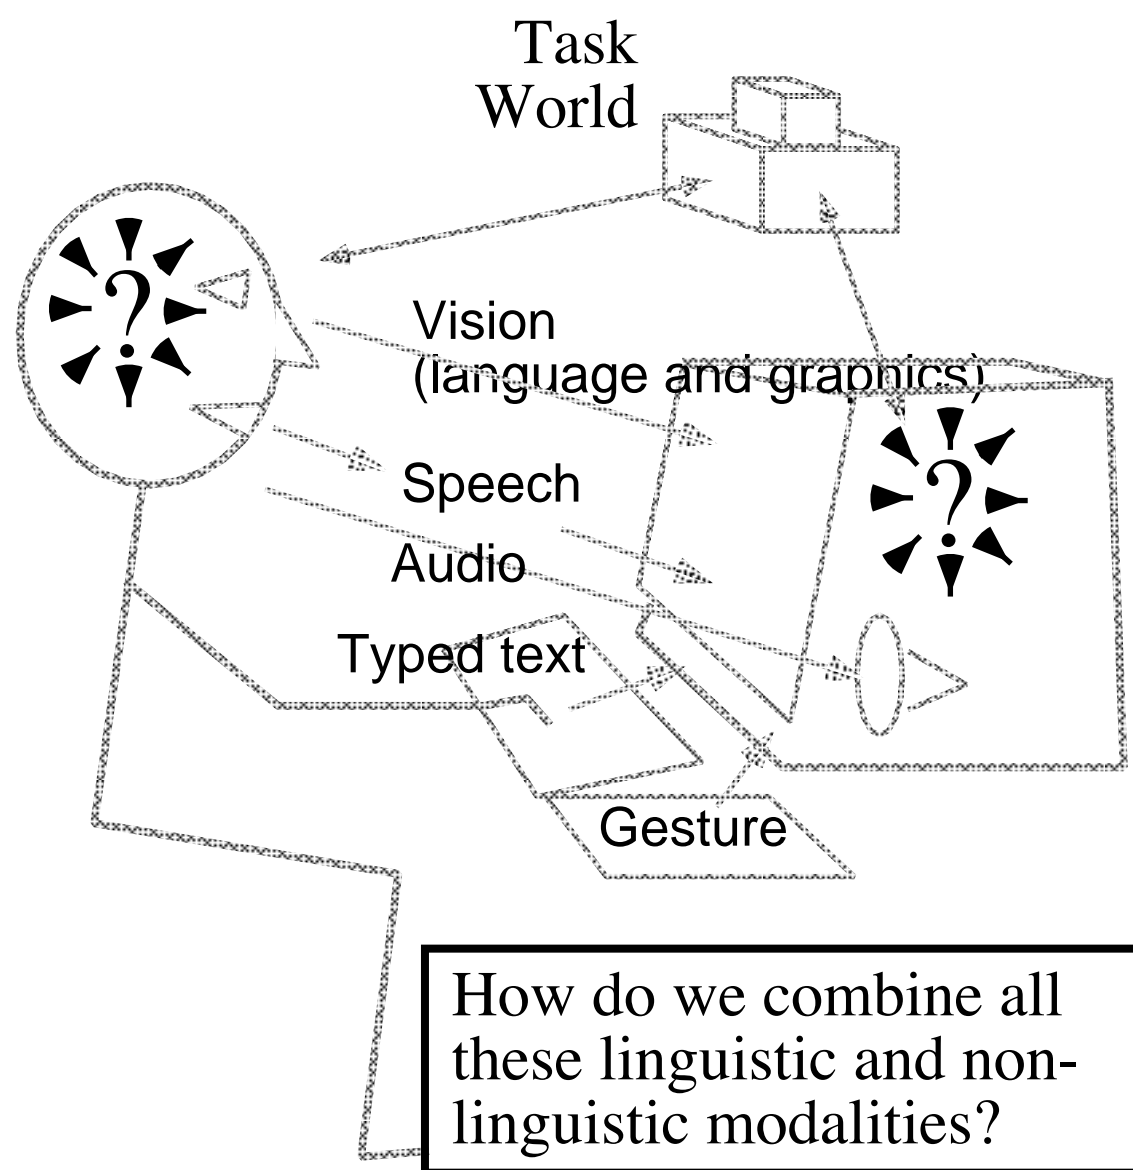 Task
World
?
Vision
(language and graphics)
?
Speech
Audio
Typed text
Gesture
How do we combine all
these linguistic and non-
linguistic modalities?